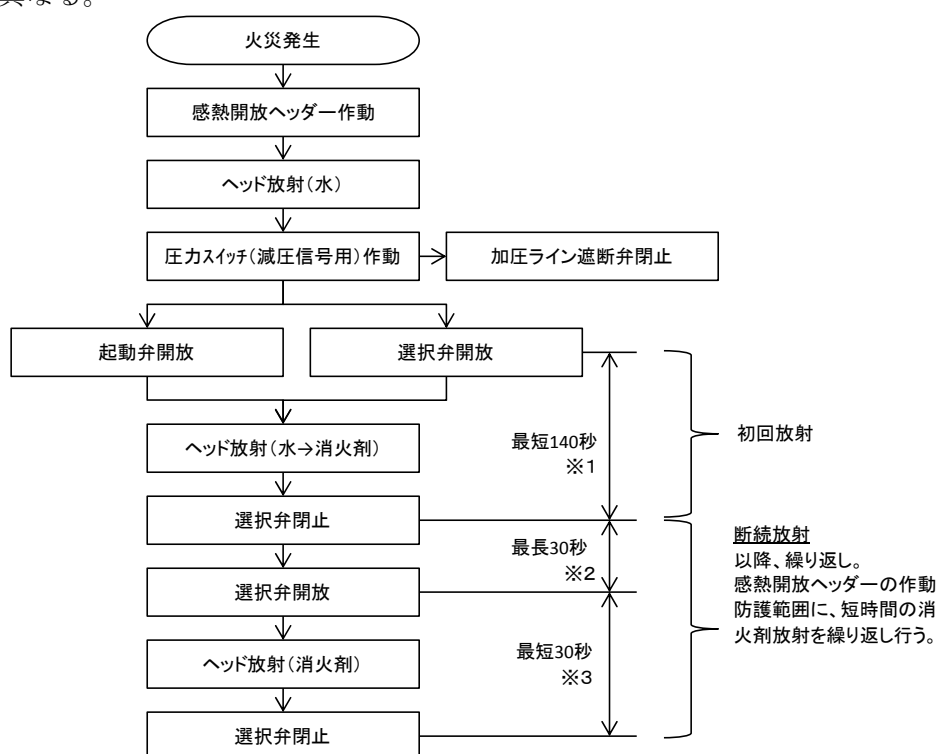 異なる。
火災発生
感熱開放ヘッダー作動
ヘッド放射(水)
圧力スイッチ(減圧信号用)作動
加圧ライン遮断弁閉止
起動弁開放
選択弁開放
ヘッド放射(水→消火剤)
最短140秒
※1
初回放射
選択弁閉止
最長30秒
※2
選択弁開放
断続放射
以降、繰り返し。
感熱開放ヘッダーの作動
防護範囲に、短時間の消
火剤放射を繰り返し行う。
ヘッド放射(消火剤)
最短30秒
※3
選択弁閉止